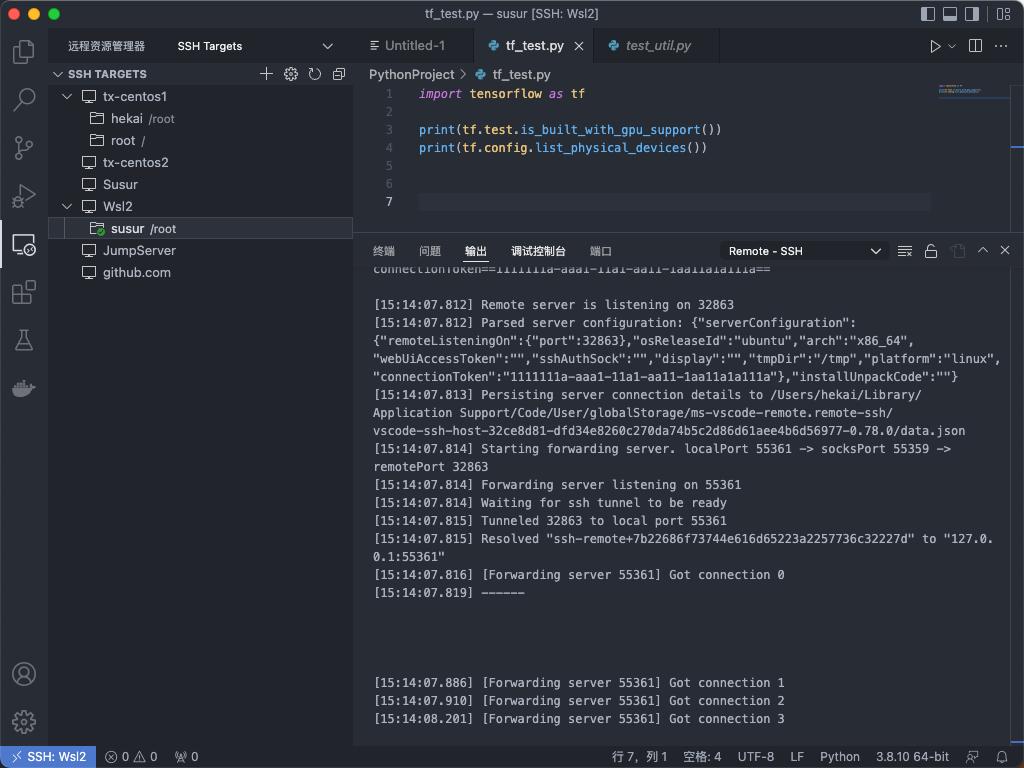 tf_test.py — susur [SSH: Wsl2]
远程资源管理器
SSH Targets
Untitled-1
tf_test.py
test_util.py
SSH TARGETS
tx-centos1
hekai /root
root /
tx-centos2
Susur
Wsl2
susur /root
JumpServer
github.com
PythonProject > tf_test.py
1 import tensorflow as tf
2
3 print(tf.test.is_built_with_gpu_support())
4 print(tf.config.list_physical_devices())
5
6
7
终端 问题 输出 调试控制台 端口
Remote - SSH
connectionToken==1111111a-aaa1-11a1-aa11-1aa11a1a111a==
[15:14:07.812] Remote server is listening on 32863
[15:14:07.812] Parsed server configuration: {"serverConfiguration":
{"remoteListeningOn":{"port":32863},"osReleaseId":"ubuntu","arch":"x86_64",
"webUiAccessToken":"","sshAuthSock":"","display":"","tmpDir":"/tmp","platform":"linux",
"connectionToken":"1111111a-aaa1-11a1-aa11-1aa11a1a111a"},"installUnpackCode":""}
[15:14:07.813] Persisting server connection details to /Users/hekai/Library/
Application Support/Code/User/globalStorage/ms-vscode-remote.remote-ssh/
vscode-ssh-host-32ce8d81-dfd34e8260c270da74b5c2d86d61aee4b6d56977-0.78.0/data.json
[15:14:07.814] Starting forwarding server. localPort 55361 -> socksPort 55359 ->
remotePort 32863
[15:14:07.814] Forwarding server listening on 55361
[15:14:07.814] Waiting for ssh tunnel to be ready
[15:14:07.815] Tunneled 32863 to local port 55361
[15:14:07.815] Resolved "ssh-remote+7b22686f73744e616d65223a2257736c32227d" to "127.0.
0.1:55361"
[15:14:07.816] [Forwarding server 55361] Got connection 0
[15:14:07.819] ------
[15:14:07.886] [Forwarding server 55361] Got connection 1
[15:14:07.910] [Forwarding server 55361] Got connection 2
[15:14:08.201] [Forwarding server 55361] Got connection 3
SSH: Wsl2
0 0
0
行 7，列 1
空格: 4
UTF-8
LF
Python
3.8.10 64-bit